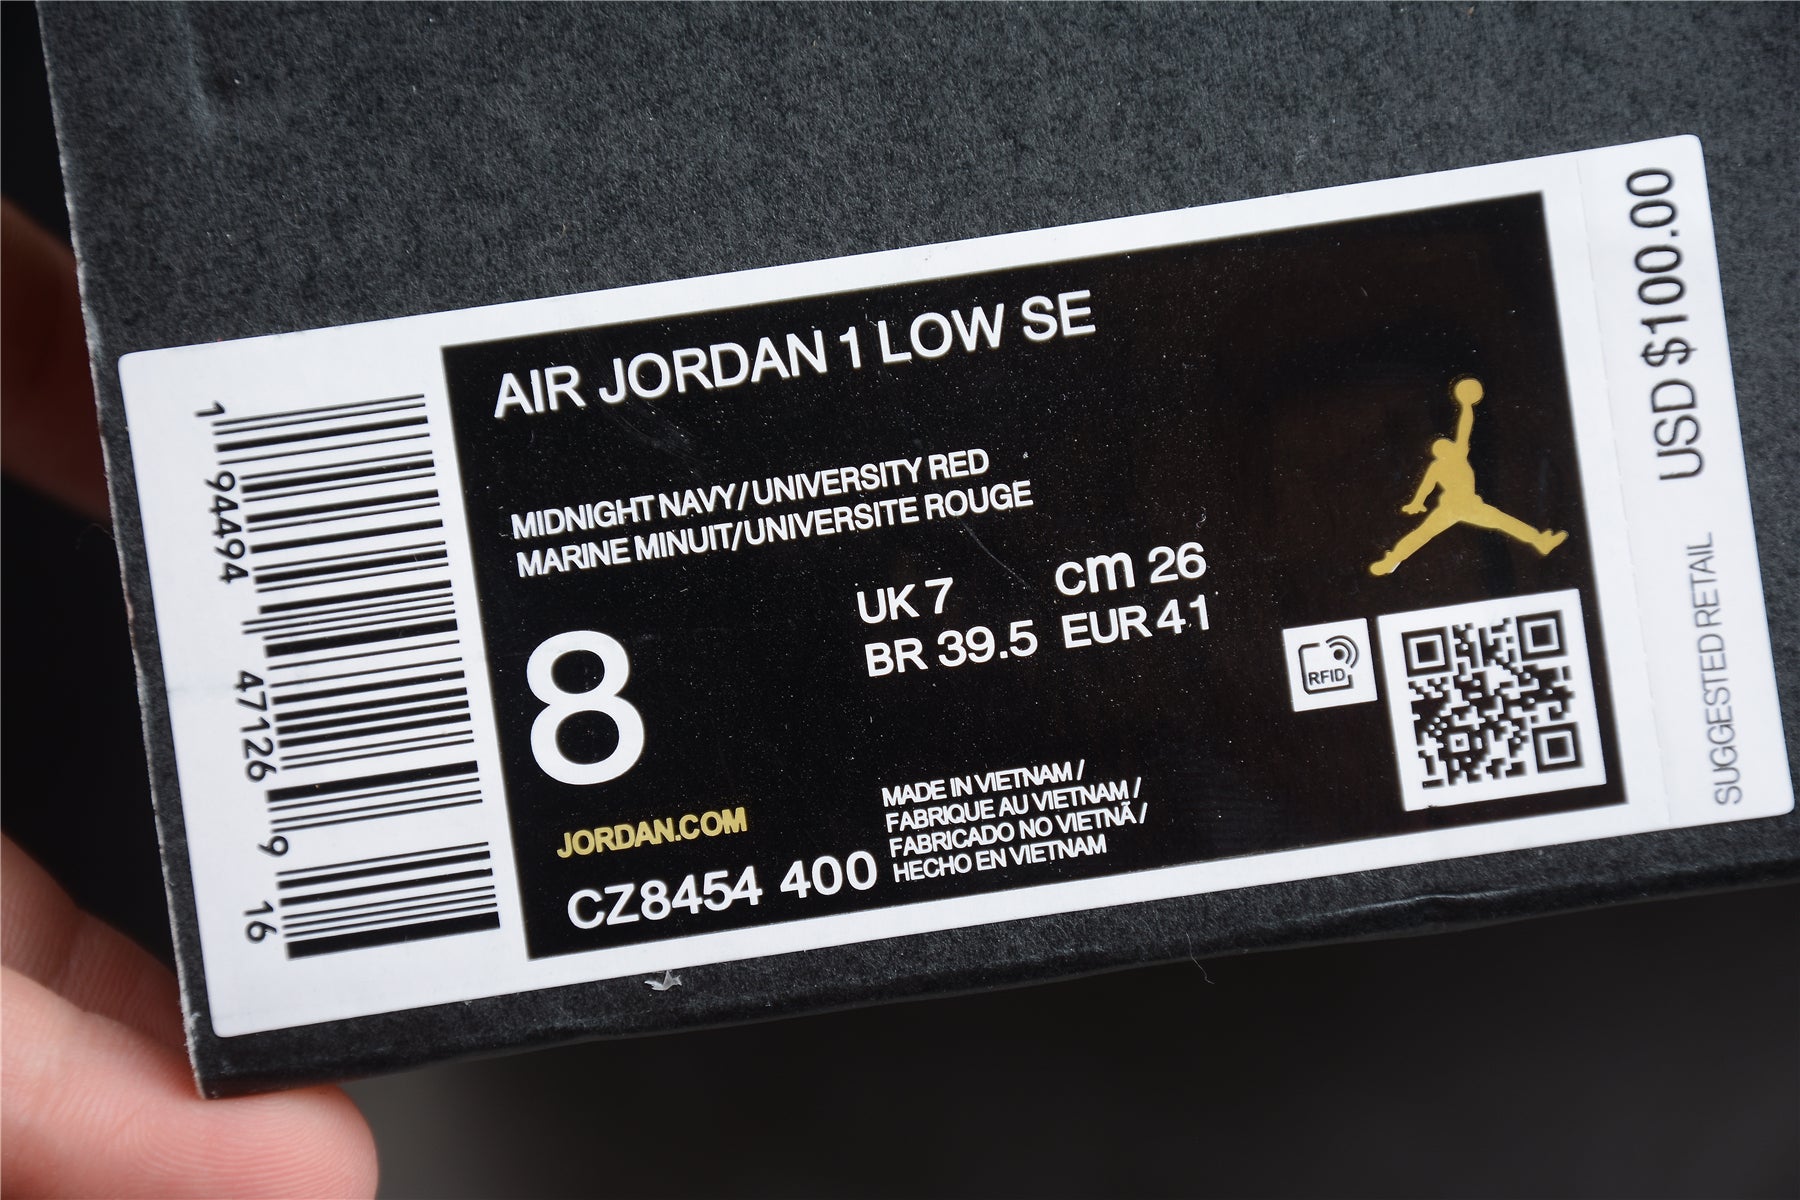 AIR JORDAN 1 LOW SE
MIDNIGHT NAVY/UNIVERSITY RED
MARINE MINUIT/UNIVERSITE ROUGE
8
UK 7
cm 26
BR 39.5
EUR 41
JORDAN.COM
CZ8454 400
MADE IN VIETNAM /
FABRIQUE AU VIETNAM /
FABRICADO NO VIETNÃ /
HECHO EN VIETNAM
RFID
1 94494 47126 9 16
USD $100.00
SUGGESTED RETAIL